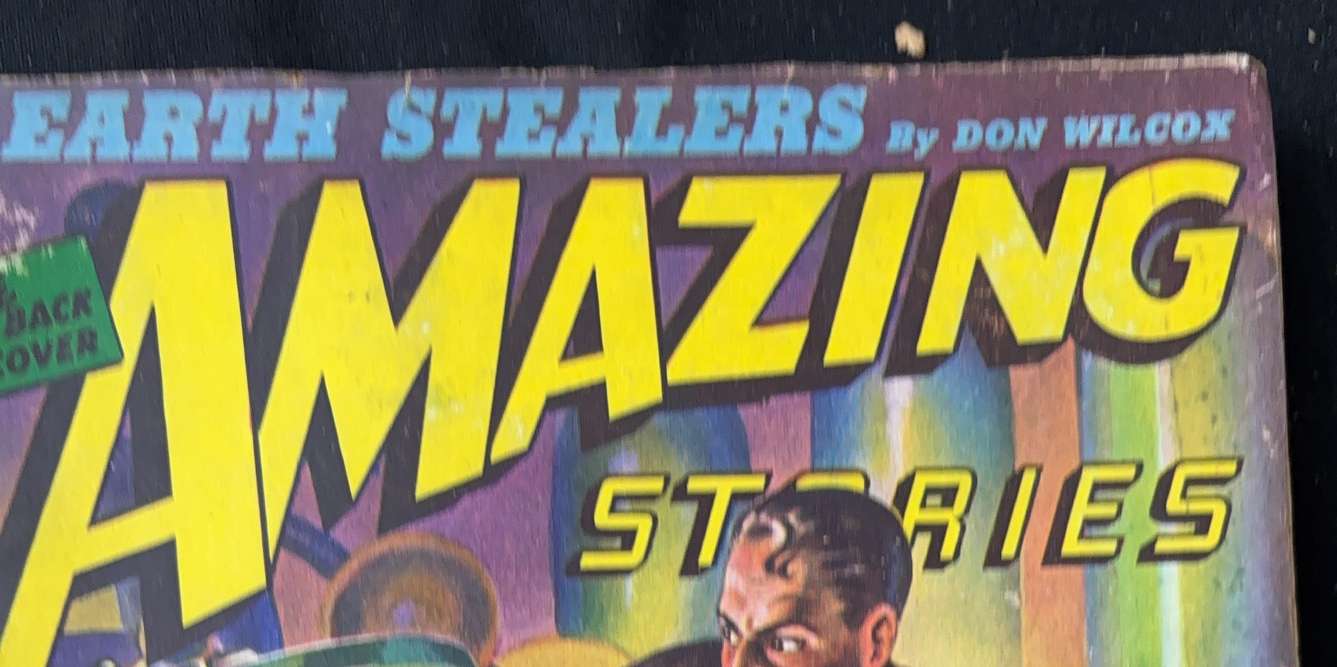 EARTH STEALERS By DON WILCOX
AMAZING
BACK
COVER
STORIES